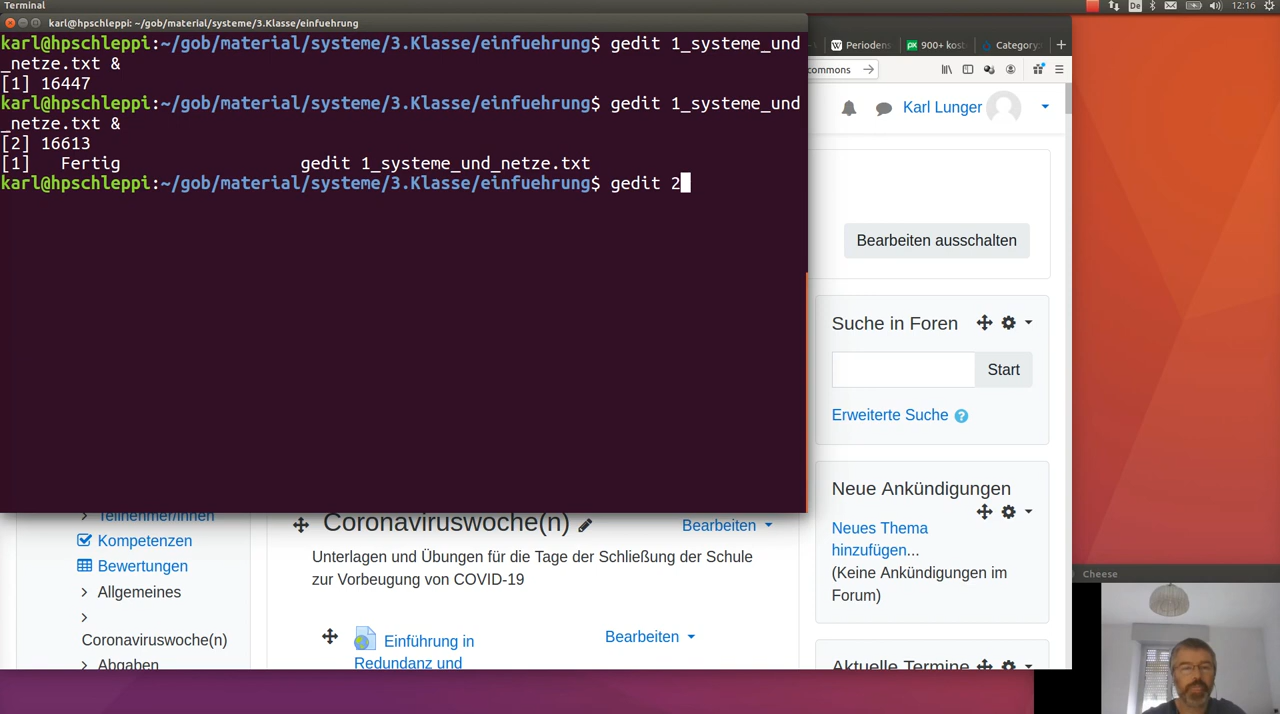 Terminal
De
12:16
karl@hpschleppi: ~/gob/material/systeme/3.Klasse/einfuehrung
karl@hpschleppi:~/gob/material/systeme/3.Klasse/einfuehrung$ gedit 1_systeme_und
_netze.txt &
[1] 16447
karl@hpschleppi:~/gob/material/systeme/3.Klasse/einfuehrung$ gedit 1_systeme_und
_netze.txt &
[2] 16613
[1]   Fertig                  gedit 1_systeme_und_netze.txt
karl@hpschleppi:~/gob/material/systeme/3.Klasse/einfuehrung$ gedit 2
W Periodens
900+ kost
Category:
commons
Karl Lunger
Bearbeiten ausschalten
Suche in Foren
Start
Erweiterte Suche ?
Neue Ankündigungen
Neues Thema
hinzufügen...
(Keine Ankündigungen im
Forum)
Aktuelle Termine
Teilnehmer/innen
Kompetenzen
Bewertungen
Allgemeines
Coronaviruswoche(n)
Abgaben
Coronaviruswoche(n)
Bearbeiten
Unterlagen und Übungen für die Tage der Schließung der Schule
zur Vorbeugung von COVID-19
Einführung in
Redundanz und
Bearbeiten
Cheese